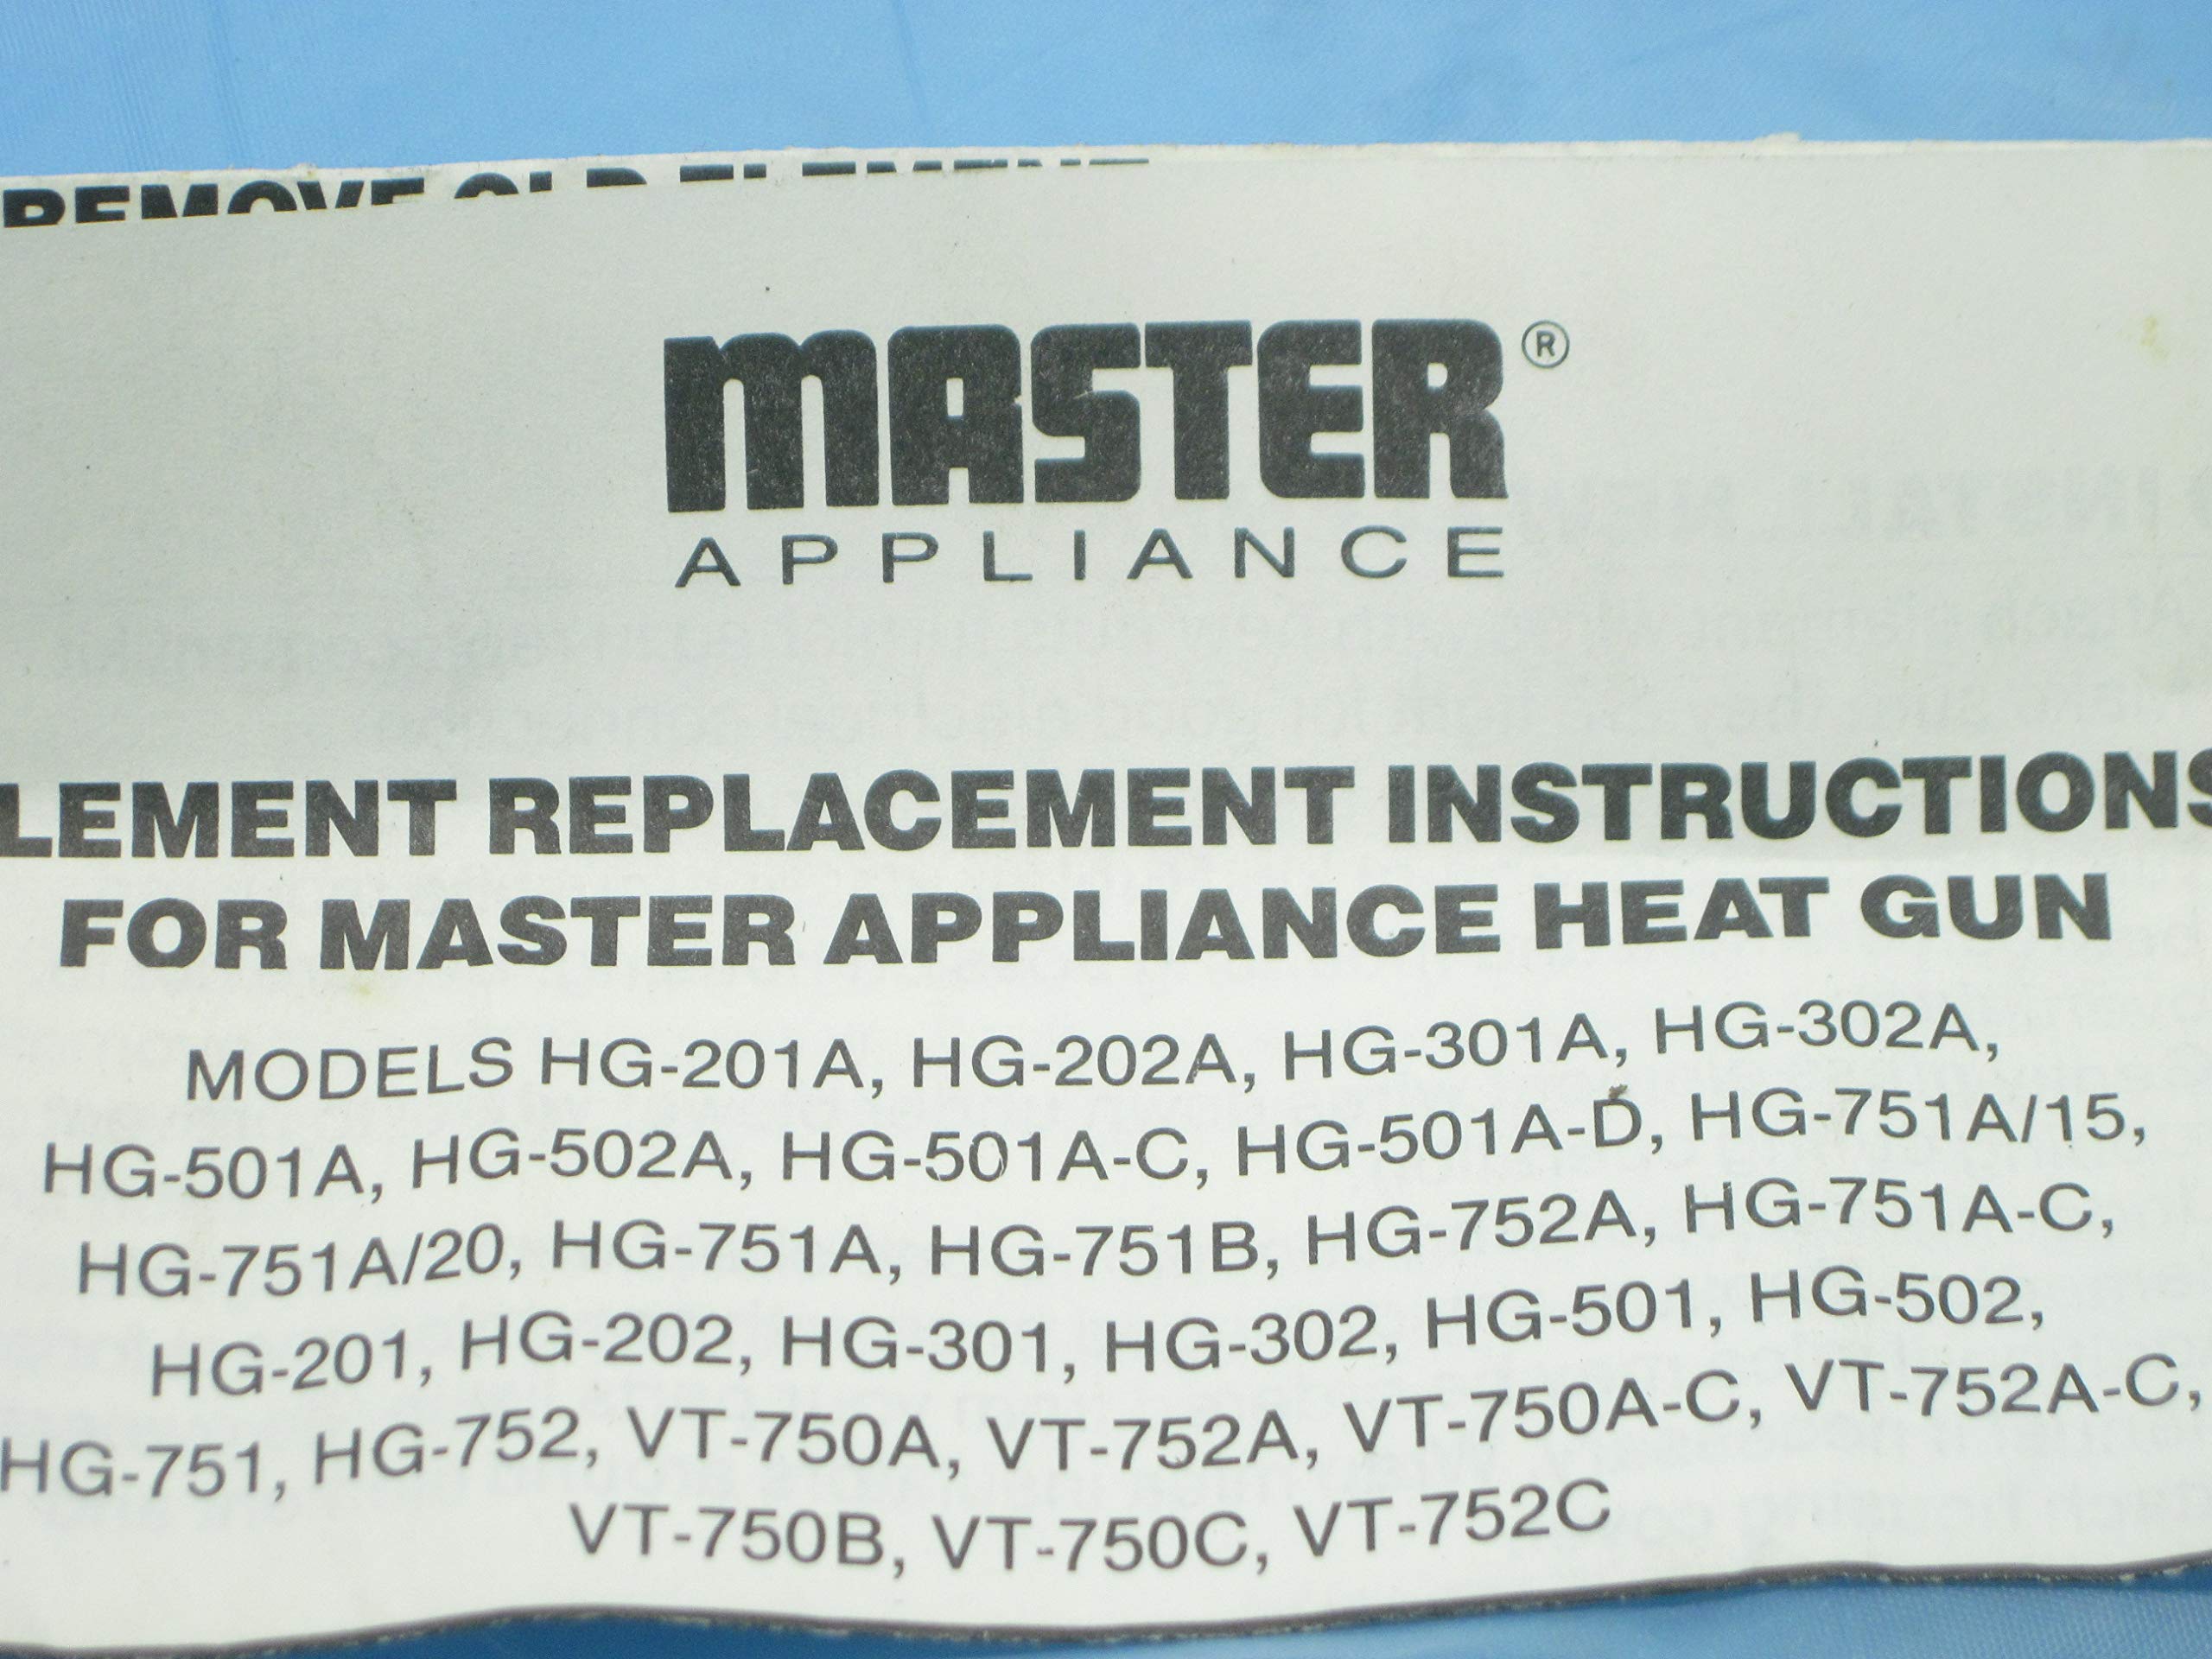 REMOVE OLD ELEMENT
MASTER®
APPLIANCE
LEMENT REPLACEMENT INSTRUCTIONS
FOR MASTER APPLIANCE HEAT GUN
MODELS HG-201A, HG-202A, HG-301A, HG-302A,
HG-501A, HG-502A, HG-501A-C, HG-501A-D, HG-751A/15,
HG-751A/20, HG-751A, HG-751B, HG-752A, HG-751A-C,
HG-201, HG-202, HG-301, HG-302, HG-501, HG-502,
HG-751, HG-752, VT-750A, VT-752A, VT-750A-C, VT-752A-C,
VT-750B, VT-750C, VT-752C